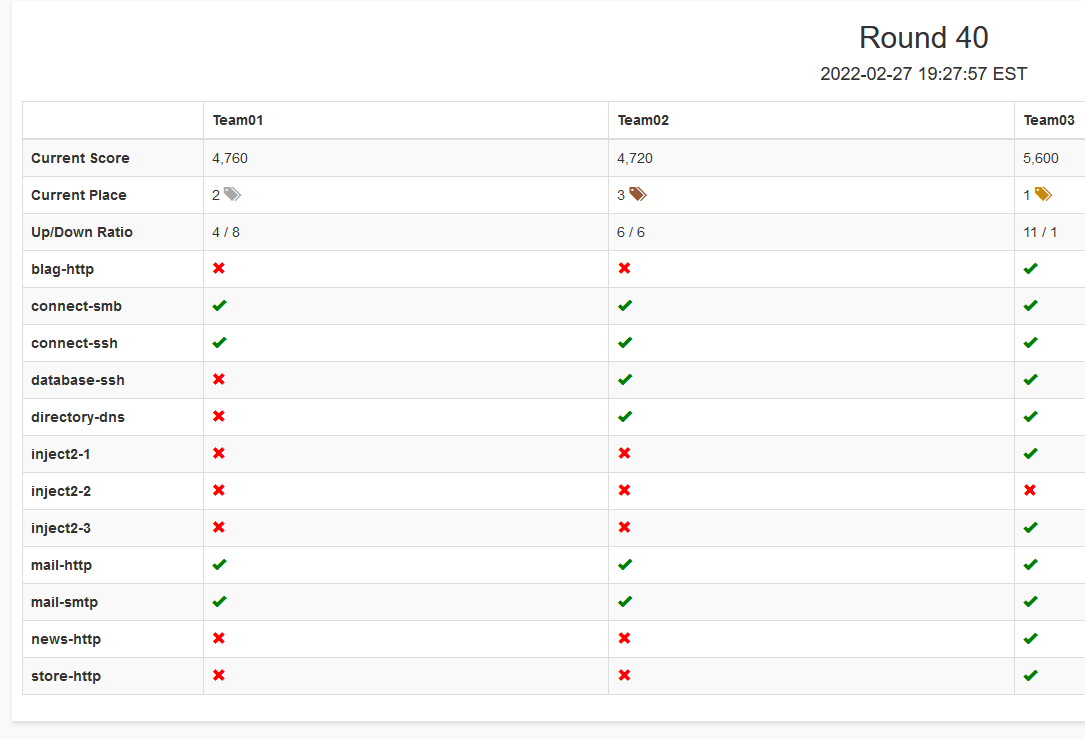 Round 40
2022-02-27 19:27:57 EST
Team01 Team02 Team03
Current Score 4,760 4,720 5,600
Current Place 2 3 1
Up/Down Ratio 4 / 8 6 / 6 11 / 1
blag-http
connect-smb
connect-ssh
database-ssh
directory-dns
inject2-1
inject2-2
inject2-3
mail-http
mail-smtp
news-http
store-http